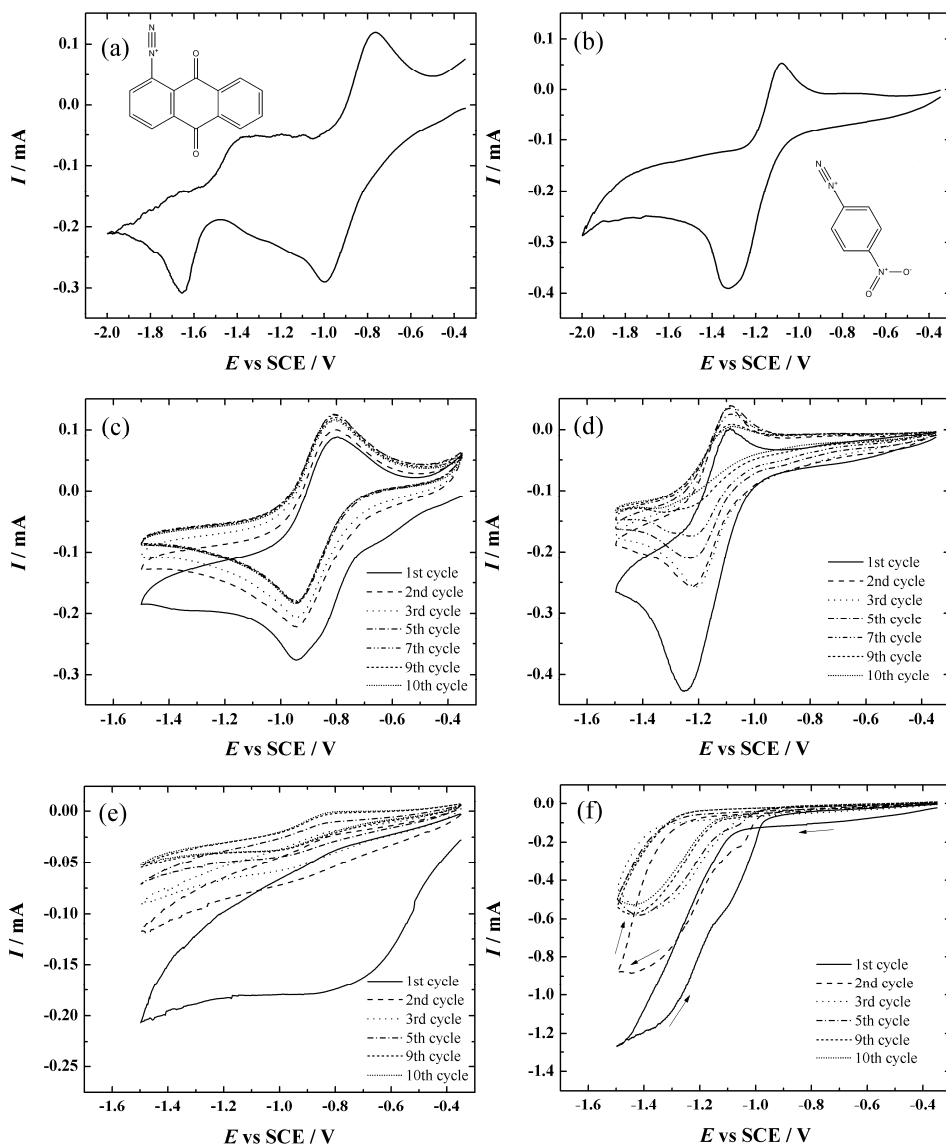 (a)
N
N+
O
O
0.1
0.0
-0.1
-0.2
-0.3
I / mA
-2.0 -1.8 -1.6 -1.4 -1.2 -1.0 -0.8 -0.6 -0.4
E vs SCE / V
(b)
N
N+
N+
O-
O
0.1
0.0
-0.1
-0.2
-0.3
-0.4
I / mA
-2.0 -1.8 -1.6 -1.4 -1.2 -1.0 -0.8 -0.6 -0.4
E vs SCE / V
(c)
0.1
0.0
-0.1
-0.2
-0.3
I / mA
1st cycle
2nd cycle
3rd cycle
5th cycle
7th cycle
9th cycle
10th cycle
-1.6 -1.4 -1.2 -1.0 -0.8 -0.6 -0.4
E vs SCE / V
(d)
0.0
-0.1
-0.2
-0.3
-0.4
I / mA
1st cycle
2nd cycle
3rd cycle
5th cycle
7th cycle
9th cycle
10th cycle
-1.6 -1.4 -1.2 -1.0 -0.8 -0.6 -0.4
E vs SCE / V
(e)
0.00
-0.05
-0.10
-0.15
-0.20
-0.25
I / mA
1st cycle
2nd cycle
3rd cycle
5th cycle
9th cycle
10th cycle
-1.6 -1.4 -1.2 -1.0 -0.8 -0.6 -0.4
E vs SCE / V
(f)
0.0
-0.2
-0.4
-0.6
-0.8
-1.0
-1.2
-1.4
I / mA
1st cycle
2nd cycle
3rd cycle
5th cycle
9th cycle
10th cycle
-1.6 -1.4 -1.2 -1.0 -0.8 -0.6 -0.4
E vs SCE / V